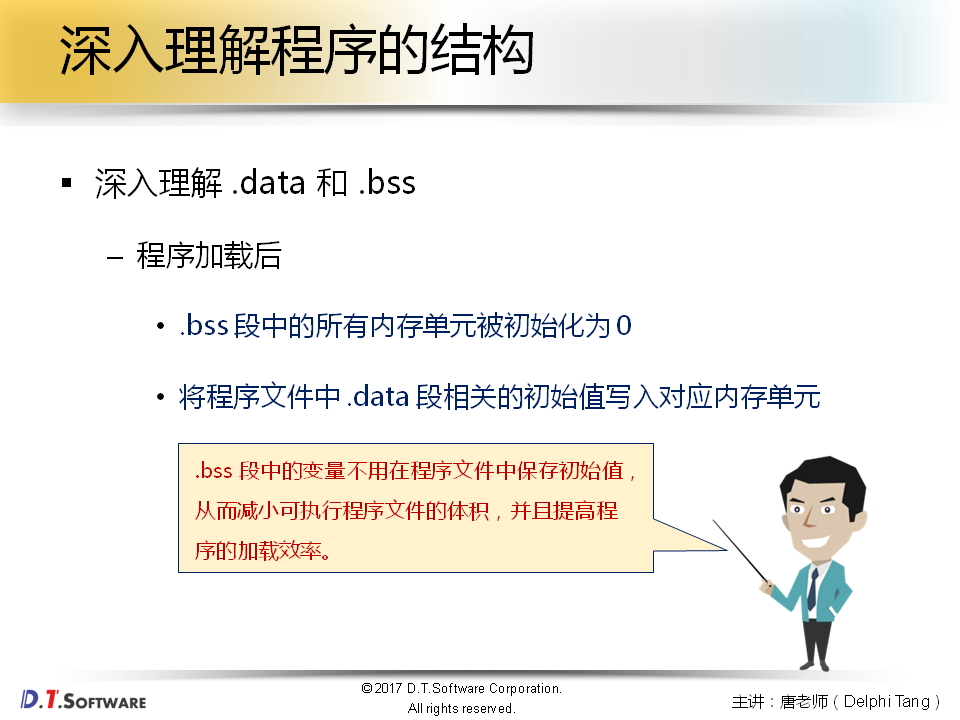 深入理解程序的结构
▪ 深入理解 .data 和 .bss
– 程序加载后
• .bss 段中的所有内存单元被初始化为 0
• 将程序文件中 .data 段相关的初始值写入对应内存单元
.bss 段中的变量不用在程序文件中保存初始值，
从而减小可执行程序文件的体积，并且提高程
序的加载效率。
D.T.SOFTWARE
©2017 D.T.Software Corporation.
All rights reserved.
主讲：唐老师（Delphi Tang）